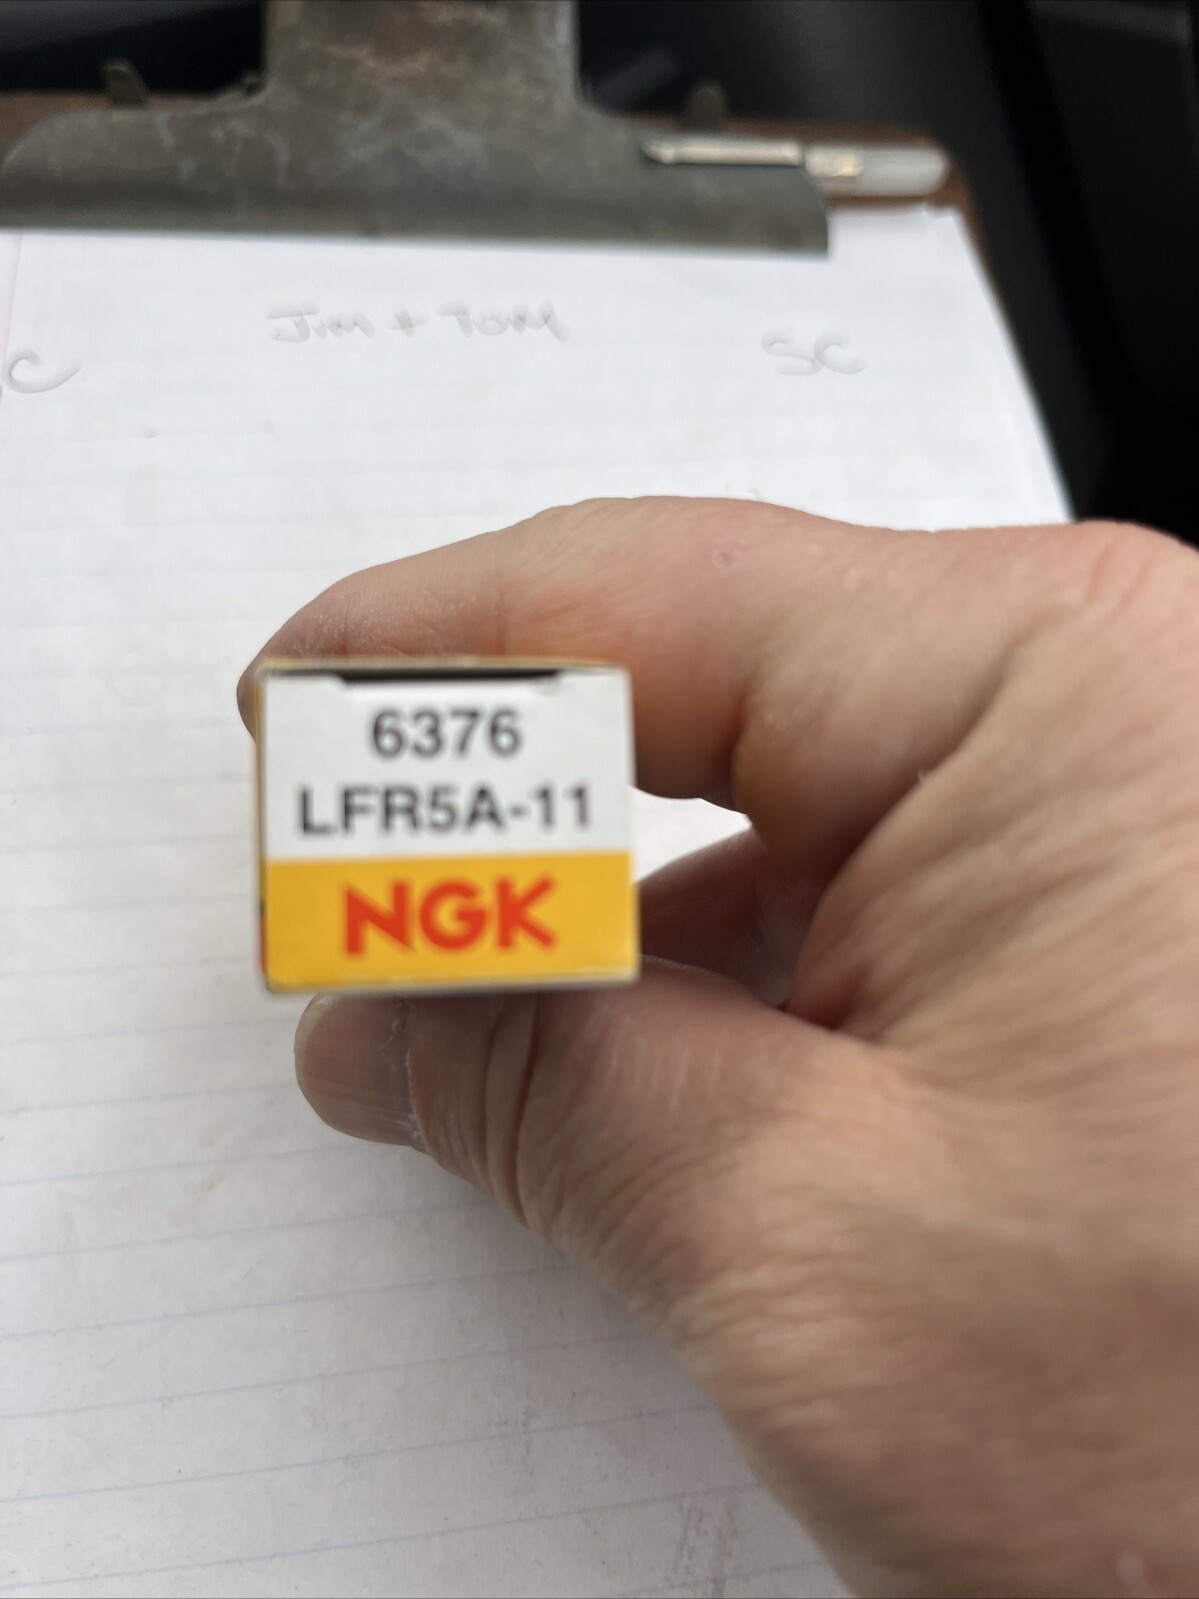 Jim + Tom
C
SC
6376
LFR5A-11
NGK